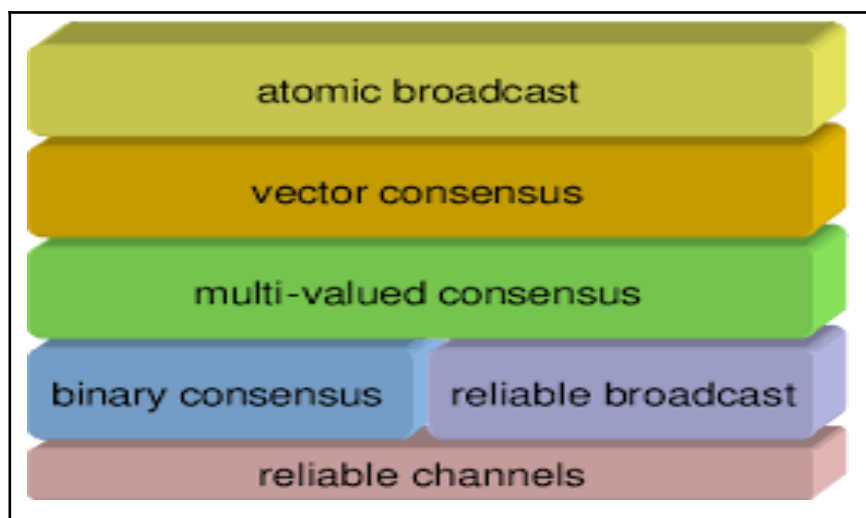 atomic broadcast
vector consensus
multi-valued consensus
binary consensus
reliable broadcast
reliable channels